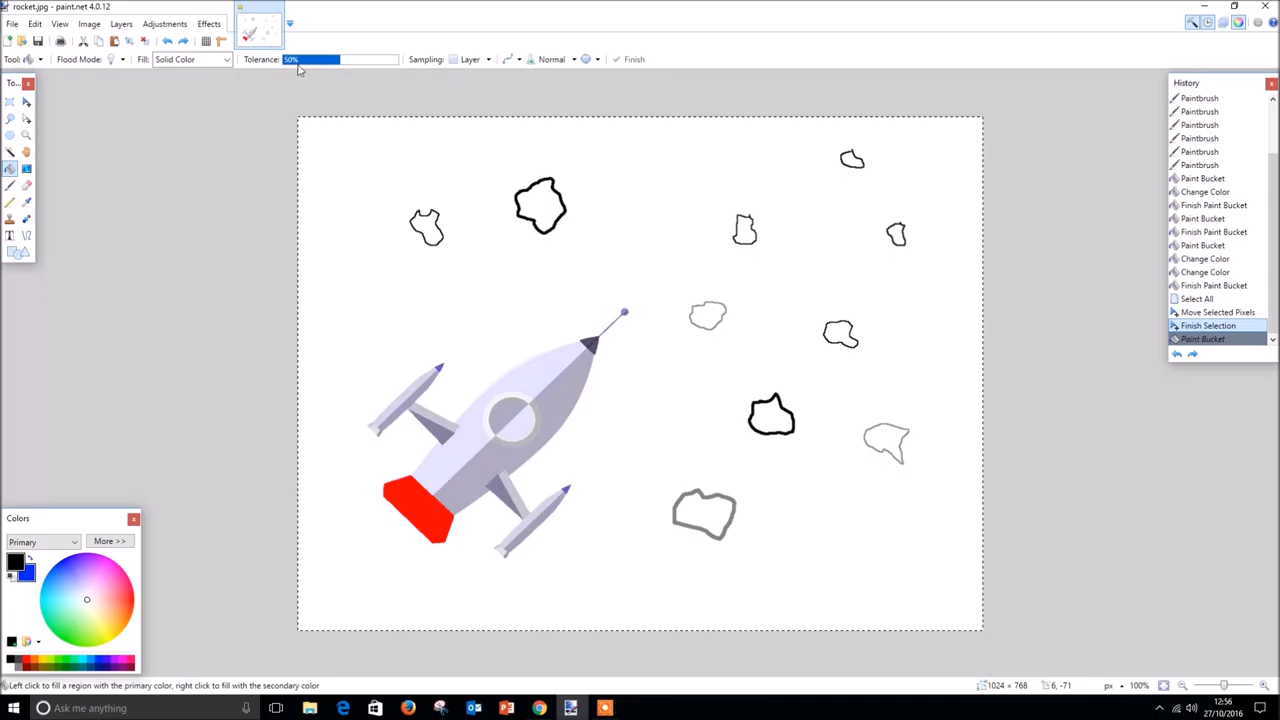 rocket.jpg - paint.net 4.0.12
File Edit View Image Layers Adjustments Effects
Tool: Flood Mode: Fill: Solid Color Tolerance: 50% Sampling: Layer Normal Finish
To...
History
Paintbrush
Paintbrush
Paintbrush
Paintbrush
Paintbrush
Paintbrush
Paint Bucket
Change Color
Finish Paint Bucket
Paint Bucket
Finish Paint Bucket
Paint Bucket
Change Color
Change Color
Finish Paint Bucket
Select All
Move Selected Pixels
Finish Selection
Paint Bucket
Colors
Primary More >>
Left click to fill a region with the primary color, right click to fill with the secondary color 1024 × 768 6, -71 px 100%
Ask me anything
12:56
27/10/2016